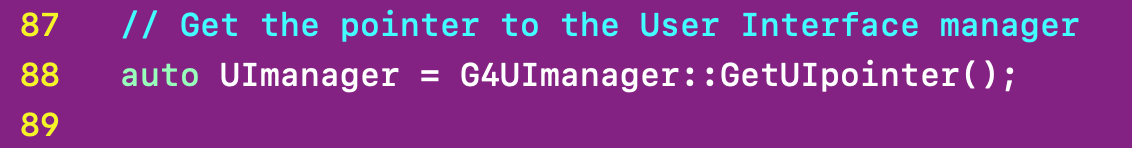 87 // Get the pointer to the User Interface manager
88 auto UImanager = G4UImanager::GetUIpointer();
89